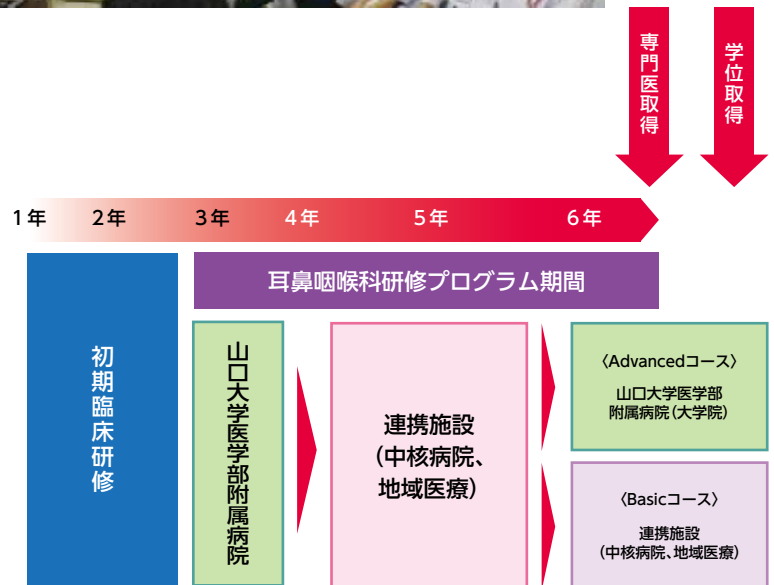 専門医取得
学位取得
1年 2年 3年 4年 5年 6年
耳鼻咽喉科研修プログラム期間
初期臨床研修
山口大学医学部附属病院
連携施設
(中核病院、
地域医療)
〈Advancedコース〉
山口大学医学部
附属病院(大学院)
〈Basicコース〉
連携施設
(中核病院、地域医療)